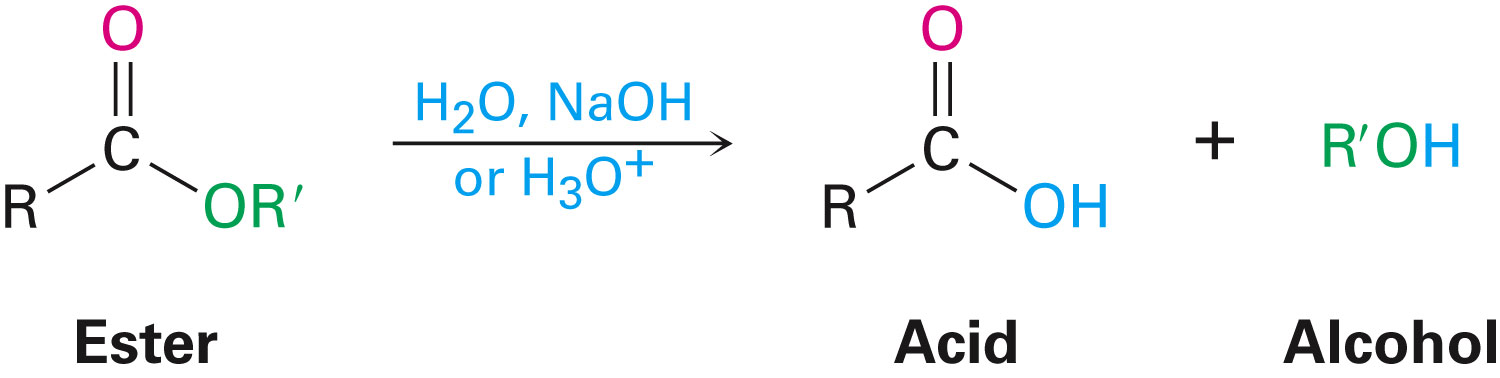 O O
C H₂O, NaOH C + R′OH
R OR′ or H₃O⁺ R OH
Ester Acid Alcohol